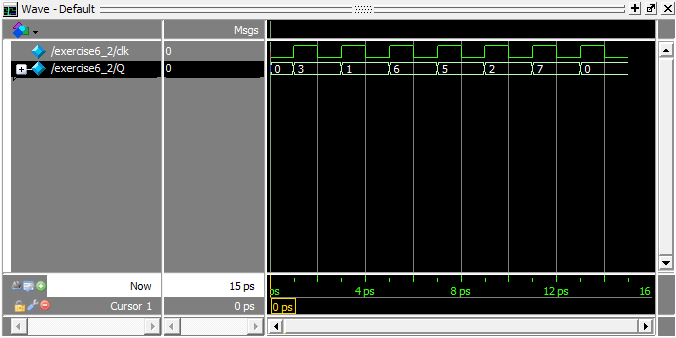 Wave - Default
Msgs
/exercise6_2/clk 0
/exercise6_2/Q 0 0 3 1 6 5 2 7 0
Now 15 ps ps 4 ps 8 ps 12 ps 16
Cursor 1 0 ps 0 ps